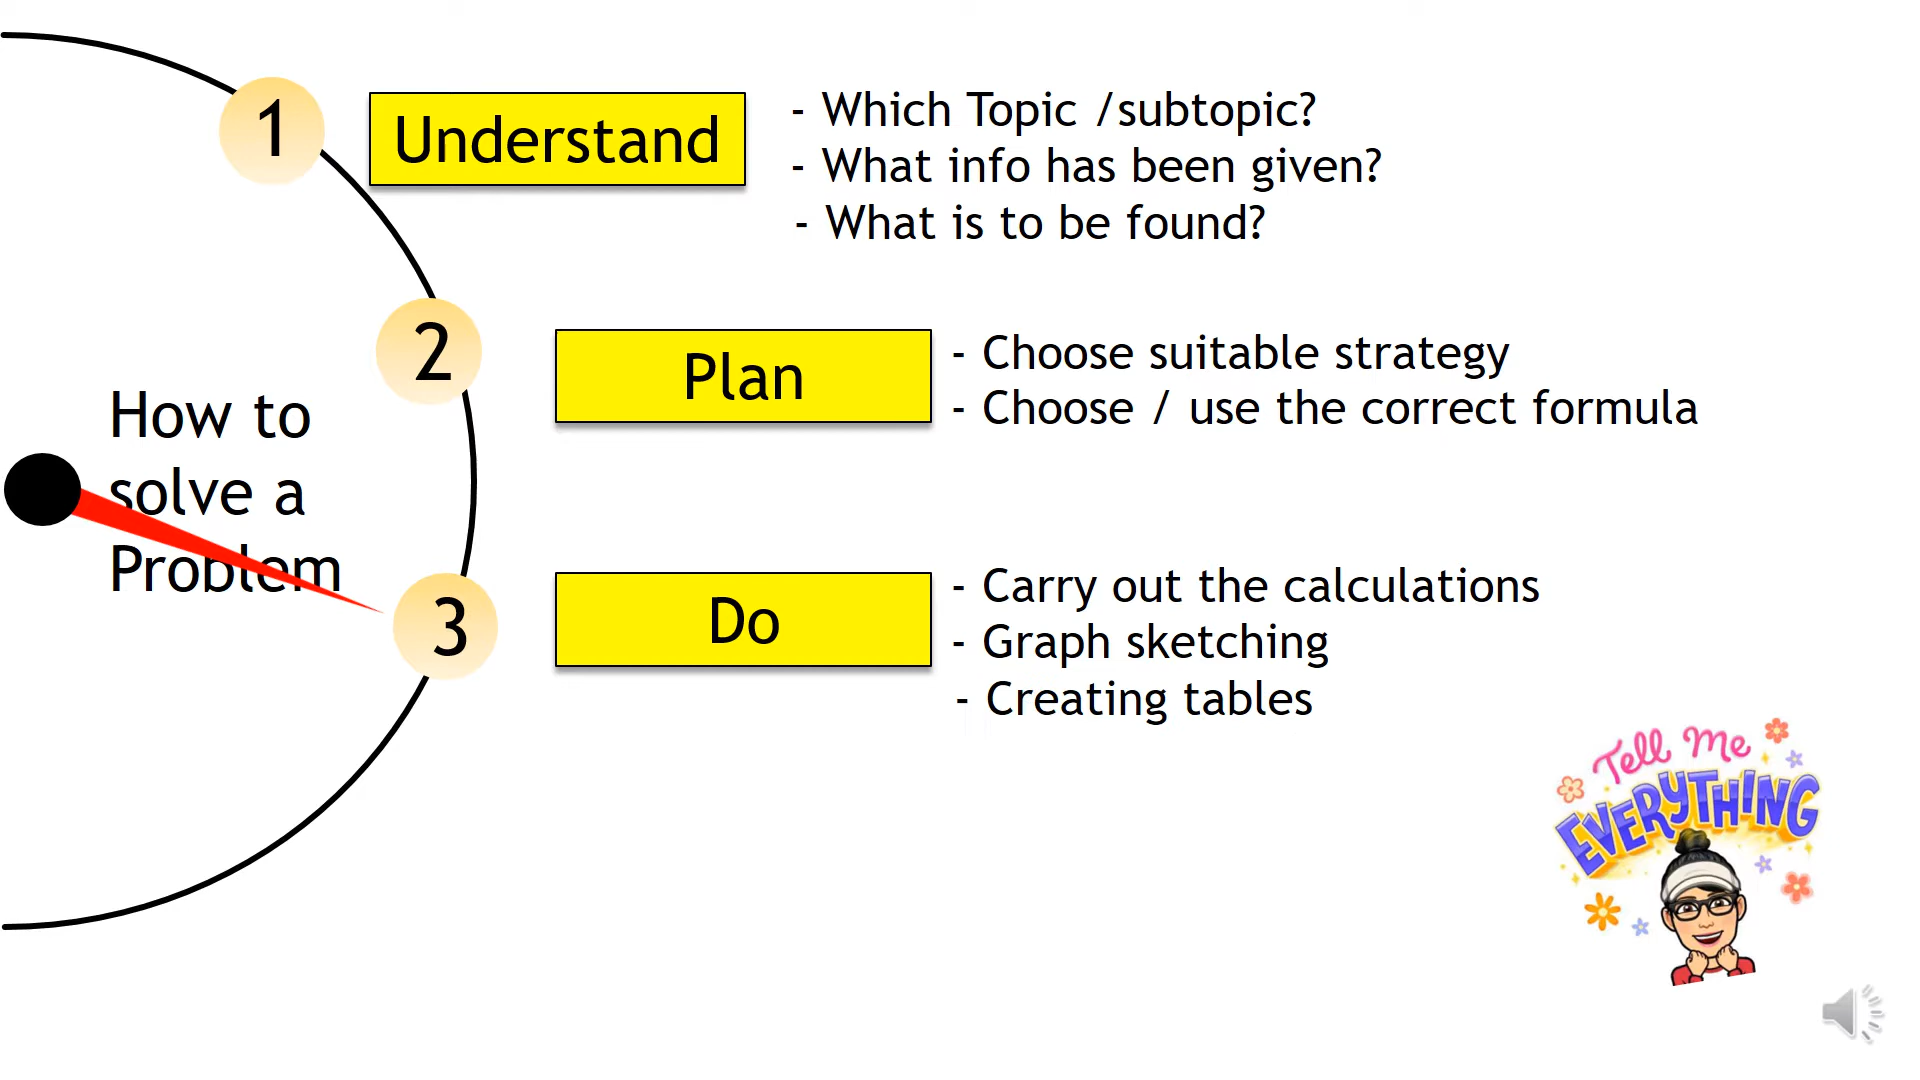 1
Understand
- Which Topic /subtopic?
- What info has been given?
- What is to be found?
2
Plan
- Choose suitable strategy
- Choose / use the correct formula
How to
solve a
Problem
3
Do
- Carry out the calculations
- Graph sketching
- Creating tables
Tell Me
EVERYTHING